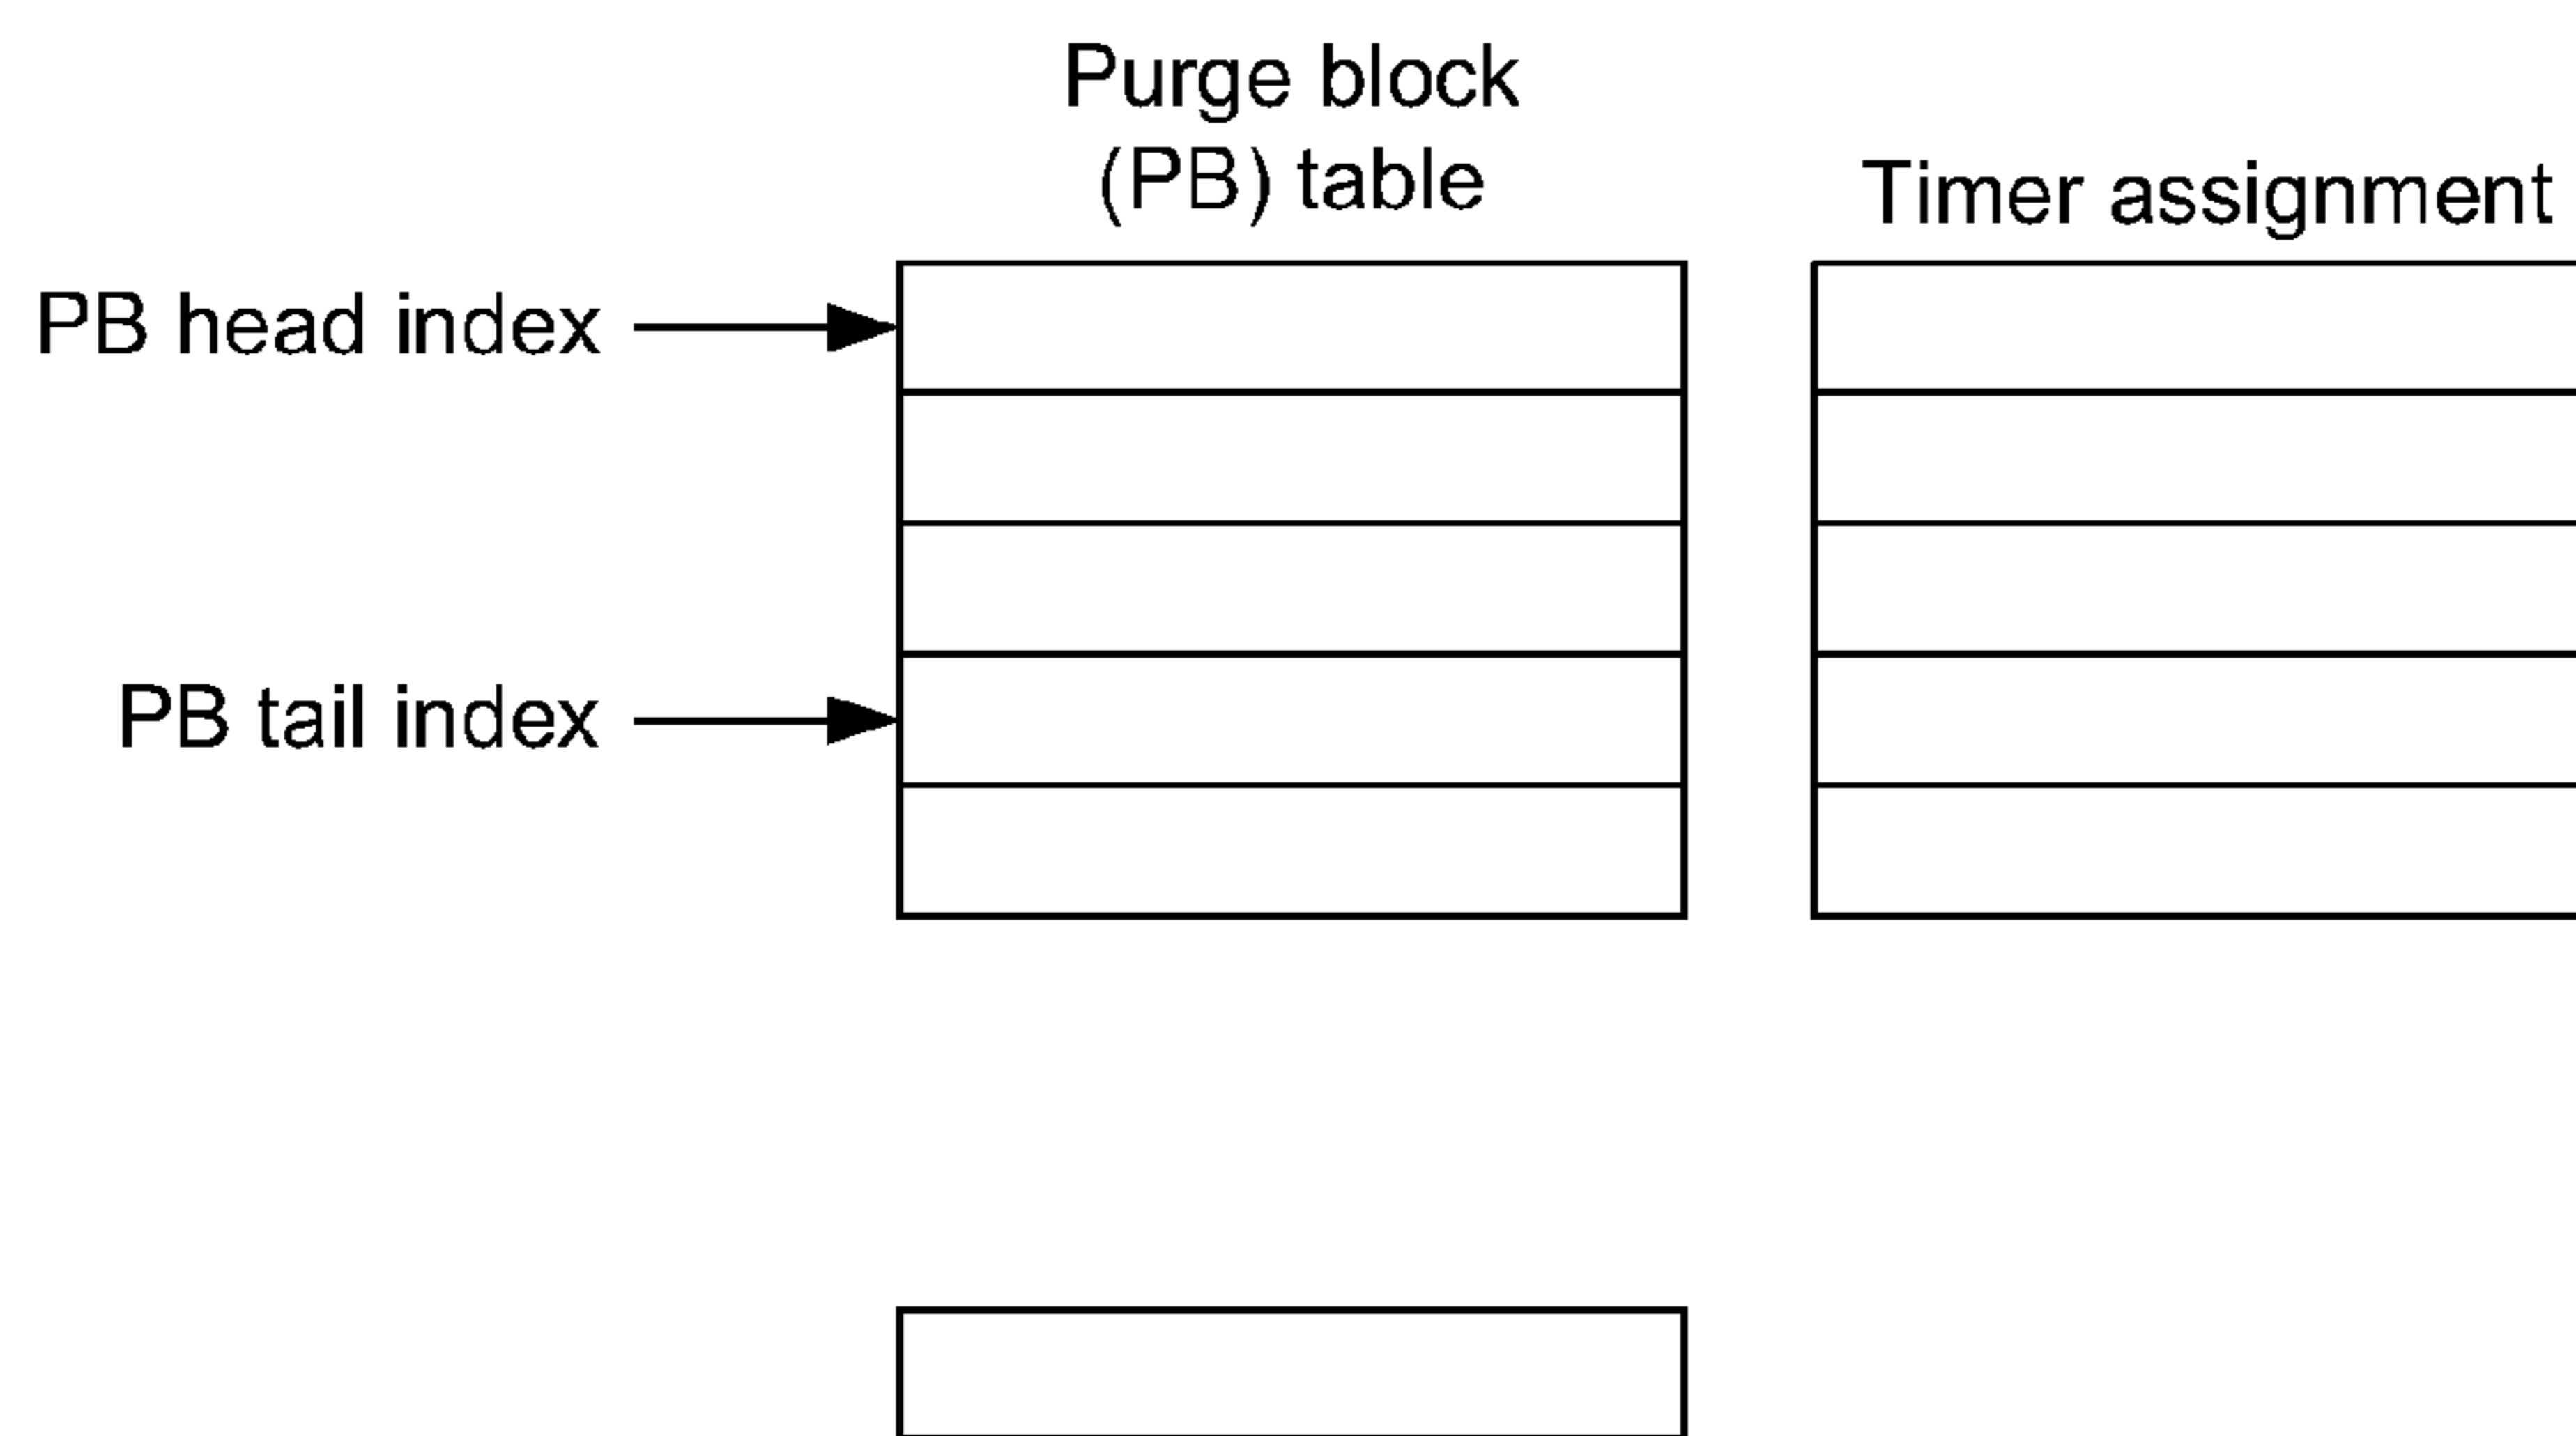 Purge block
(PB) table
Timer assignment
PB head index
PB tail index